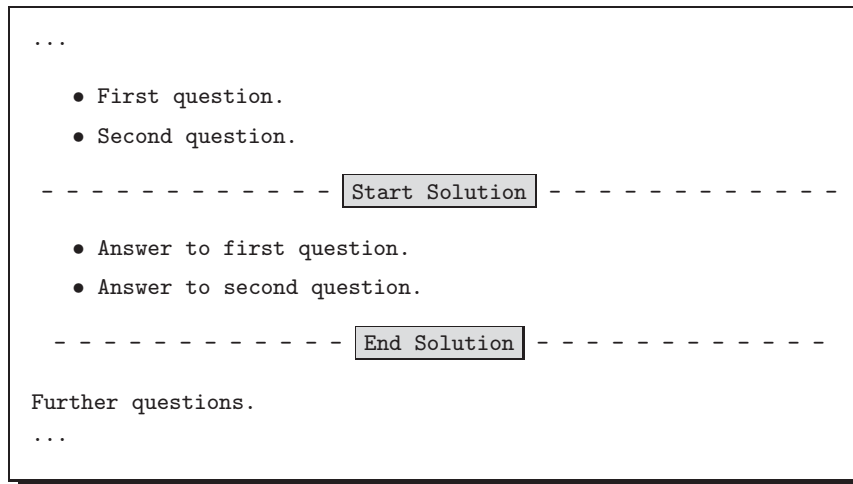 ...
• First question.
• Second question.
- - - - - - - - - - - - Start Solution - - - - - - - - - - - -
• Answer to first question.
• Answer to second question.
- - - - - - - - - - - - End Solution - - - - - - - - - - - -
Further questions.
...